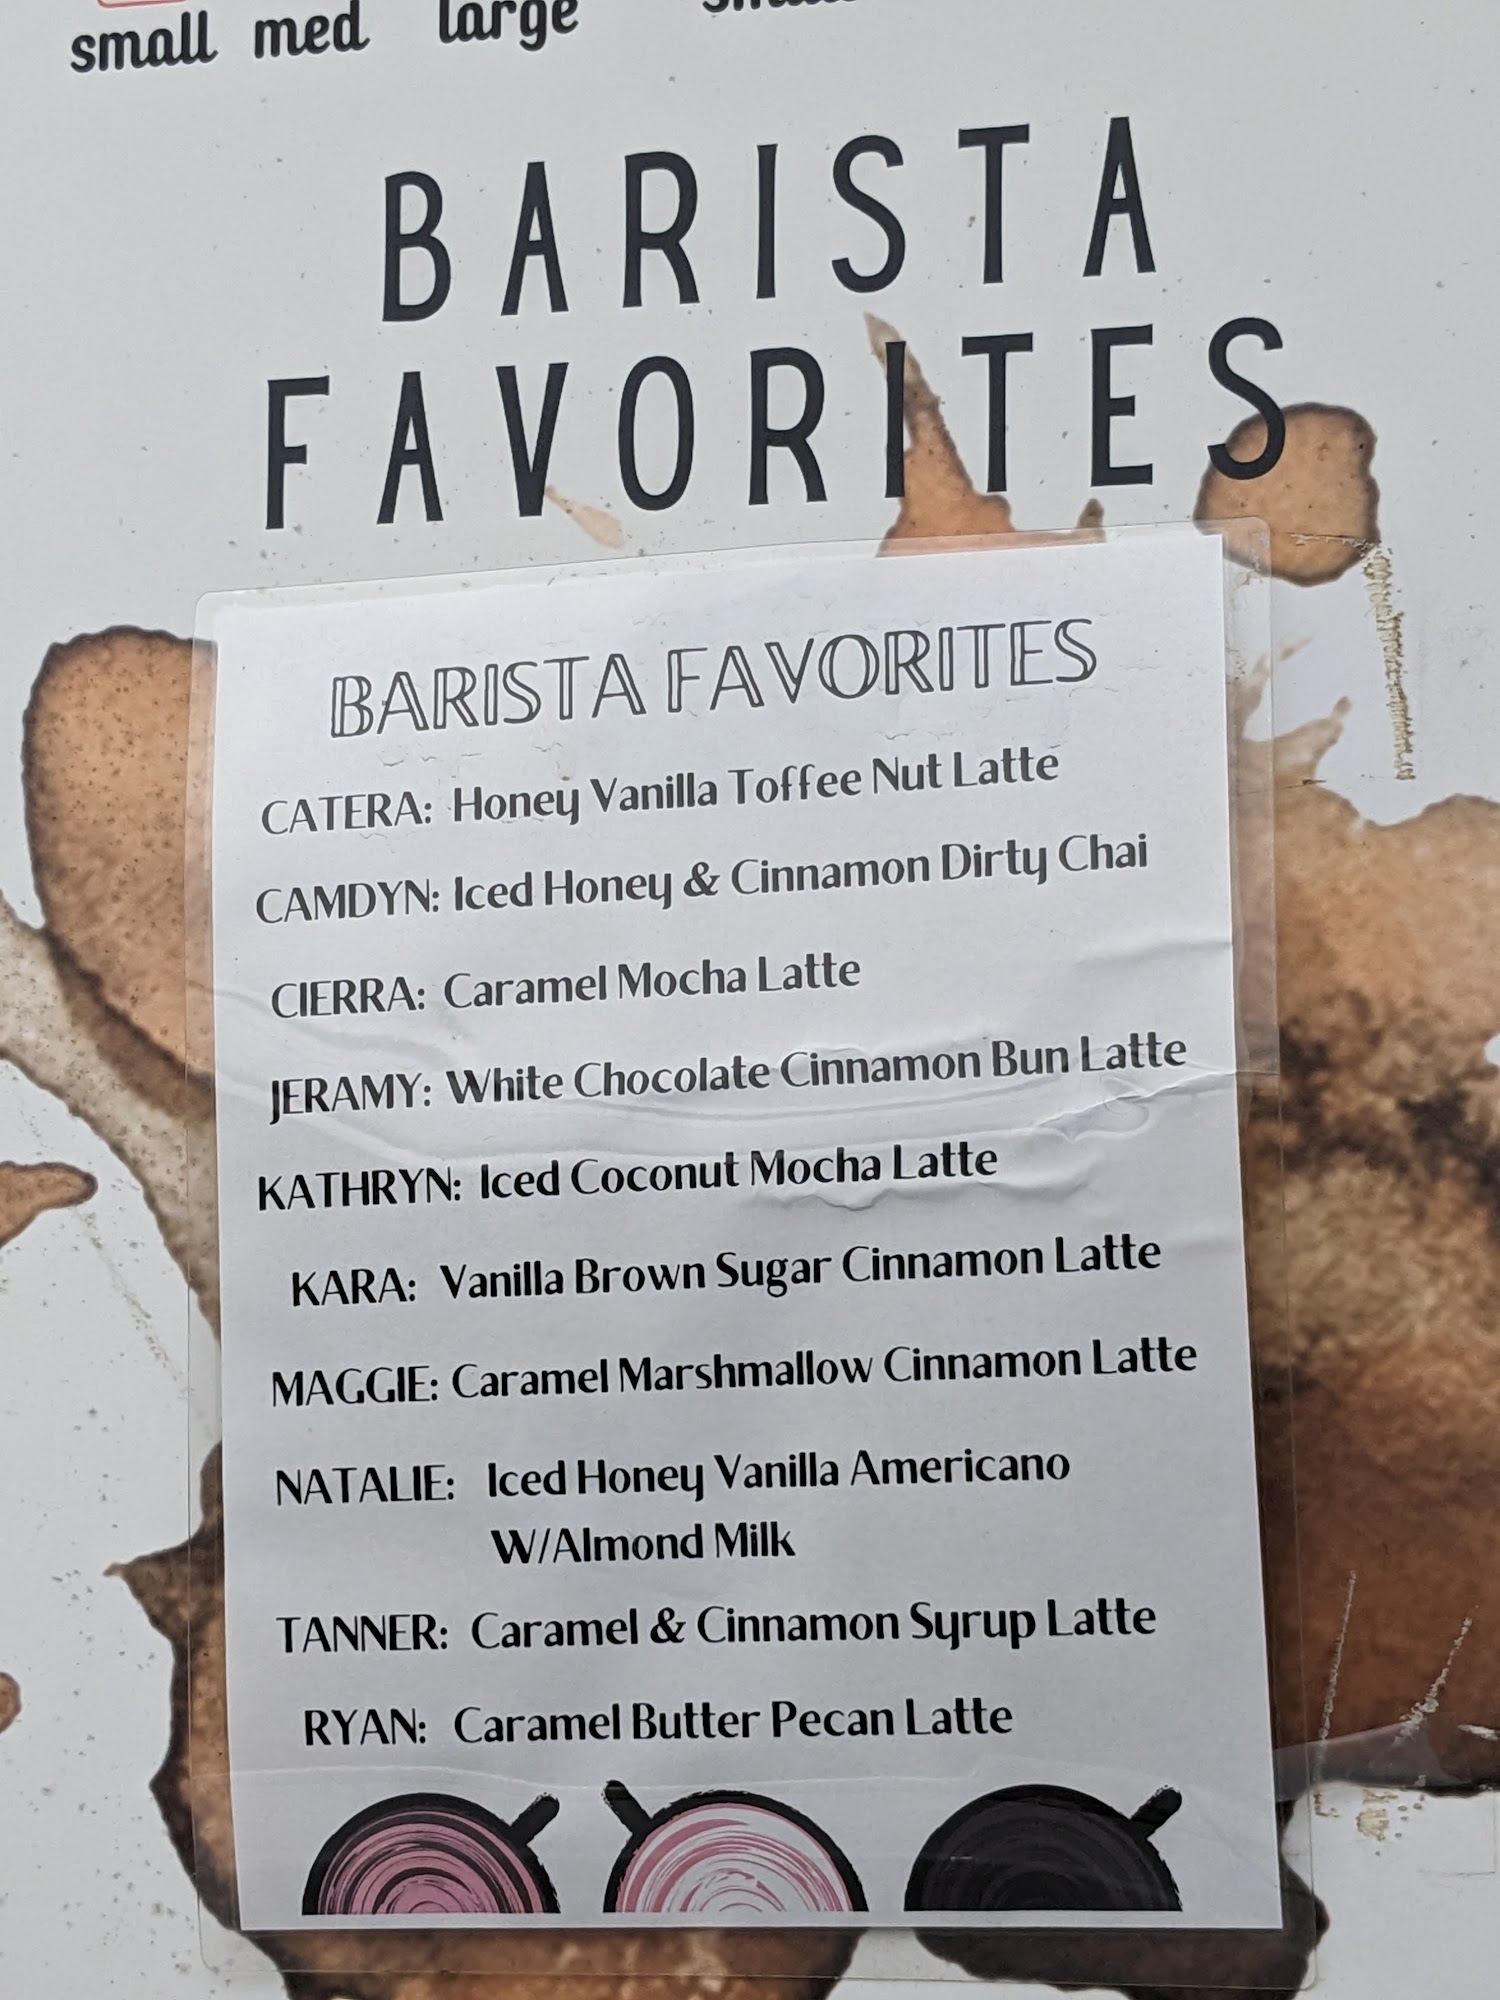 small med large
BARISTA
FAVORITES
BARISTA FAVORITES
CATERA: Honey Vanilla Toffee Nut Latte
CAMDYN: Iced Honey & Cinnamon Dirty Chai
CIERRA: Caramel Mocha Latte
JERAMY: White Chocolate Cinnamon Bun Latte
KATHRYN: Iced Coconut Mocha Latte
KARA: Vanilla Brown Sugar Cinnamon Latte
MAGGIE: Caramel Marshmallow Cinnamon Latte
NATALIE: Iced Honey Vanilla Americano
W/Almond Milk
TANNER: Caramel & Cinnamon Syrup Latte
RYAN: Caramel Butter Pecan Latte